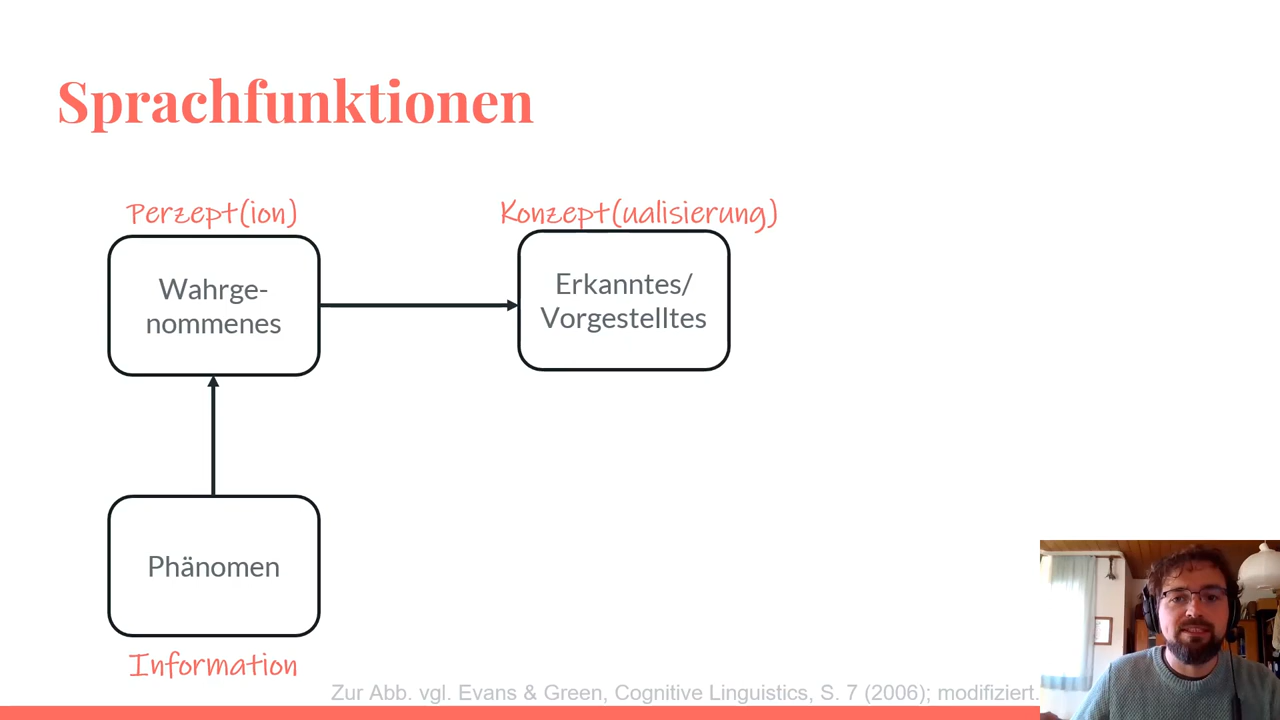 Sprachfunktionen
Perzept(ion)
Konzept(ualisierung)
Wahrge-
nommenes
Erkanntes/
Vorgestelltes
Phänomen
Information
Zur Abb. vgl. Evans & Green, Cognitive Linguistics, S. 7 (2006); modifiziert.